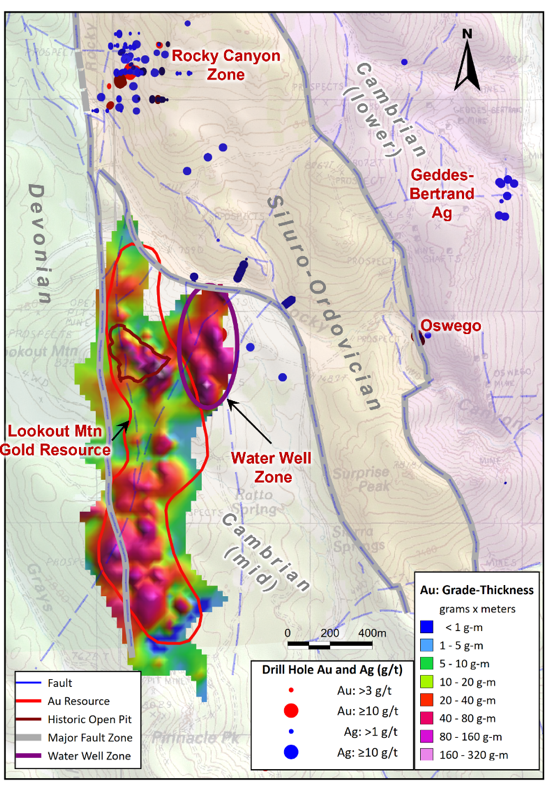 Rocky Canyon
Zone
N
Cambrian
(lower)
Geddes-
Bertrand
Ag
Devonian
Siluro-Ordovician
Oswego
Lookout Mtn
Gold Resource
Water Well
Zone
Ratto
Spring
Surprise
Peak
Sierra
Springs
Cambrian
(mid)
Grays
Pinnacle Pk
0 200 400m
Fault
Au Resource
Historic Open Pit
Major Fault Zone
Water Well Zone
Drill Hole Au and Ag (g/t)
Au: >3 g/t
Au: ≥10 g/t
Ag: >1 g/t
Ag: ≥10 g/t
Au: Grade-Thickness
grams x meters
< 1 g-m
1 - 5 g-m
5 - 10 g-m
10 - 20 g-m
20 - 40 g-m
40 - 80 g-m
80 - 160 g-m
160 - 320 g-m